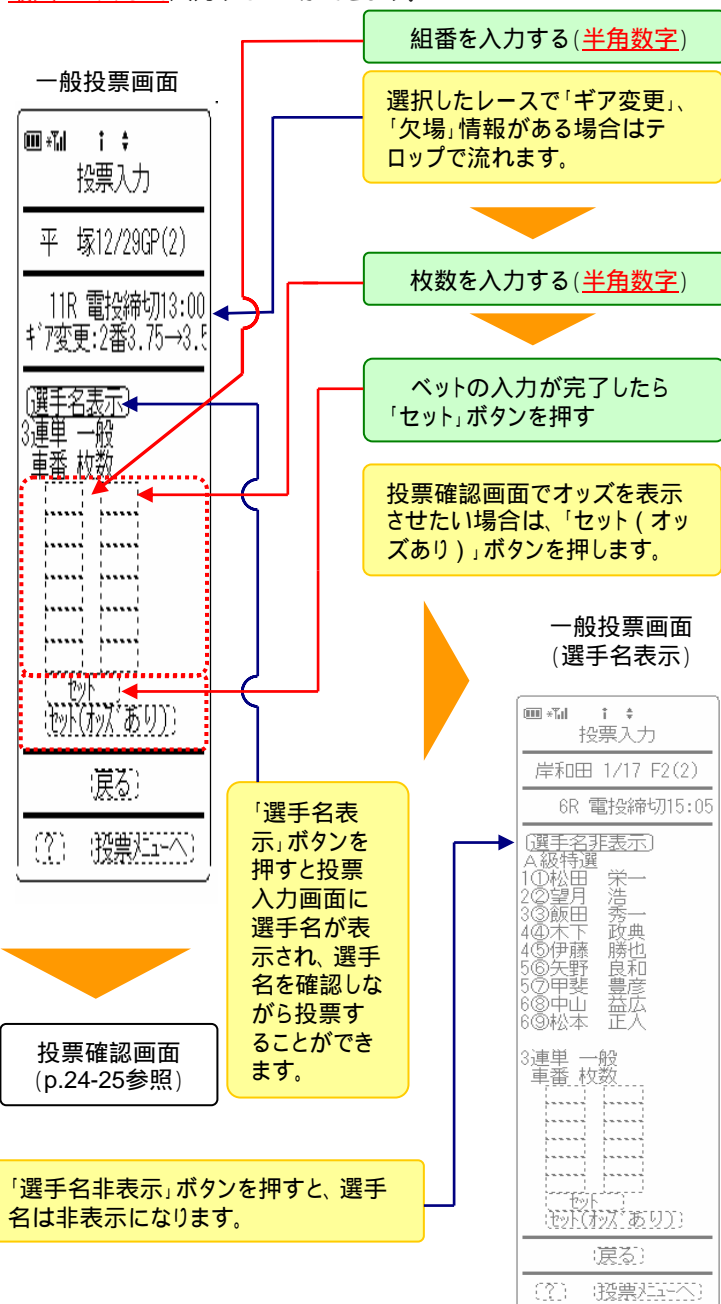 組番を入力する(半角数字)
一般投票画面
選択したレースで「ギア変更」、
「欠場」情報がある場合はテ
ロップで流れます。
投票入力
平 塚12/29GP(2)
11R 電投締切13:00
ギア変更:2番3.75→3.5
選手名表示
3連単 一般
車番 枚数
セット
セット(オッズあり)
戻る
(?) 投票メニューへ
枚数を入力する(半角数字)
ベットの入力が完了したら
「セット」ボタンを押す
投票確認画面でオッズを表示
させたい場合は、「セット(オッ
ズあり)」ボタンを押します。
「選手名表
示」ボタンを
押すと投票
入力画面に
選手名が表
示され、選手
名を確認しな
がら投票す
ることができ
ます。
投票確認画面
(p.24-25参照)
一般投票画面
(選手名表示)
投票入力
岸和田 1/17 F2(2)
6R 電投締切15:05
選手名非表示
A級特選
1①松田 栄一
2②望月 浩
3③飯田 秀一
4④木下 政典
4⑤伊藤 勝也
5⑥矢野 良和
5⑦甲斐 豊彦
6⑧中山 益広
6⑨松本 正人
3連単 一般
車番 枚数
セット
セット(オッズあり)
戻る
(?) 投票メニューへ
「選手名非表示」ボタンを押すと、選手
名は非表示になります。